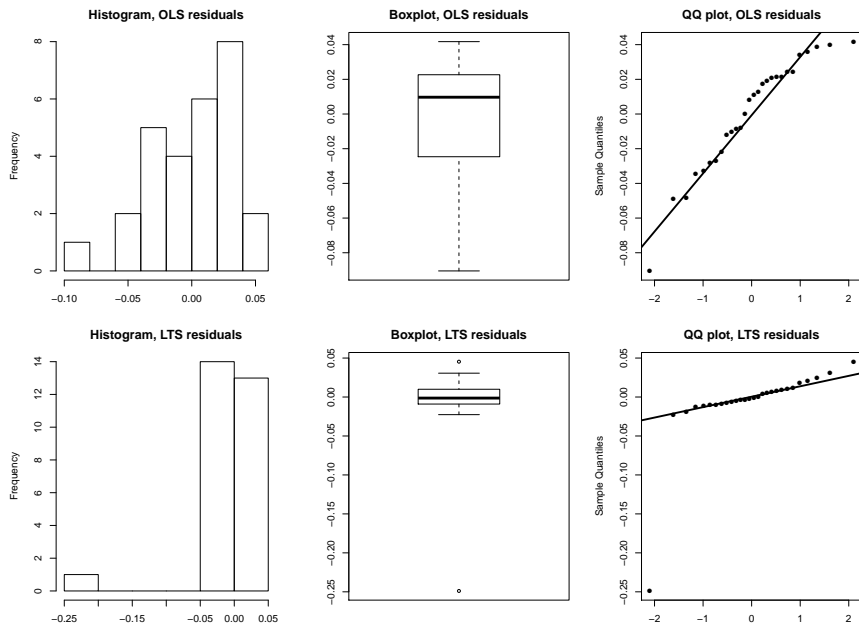 Histogram, OLS residuals
Frequency
0 2 4 6 8
−0.10 −0.05 0.00 0.05
Boxplot, OLS residuals
−0.08 −0.06 −0.04 −0.02 0.00 0.02 0.04
QQ plot, OLS residuals
Sample Quantiles
−0.08 −0.06 −0.04 −0.02 0.00 0.02 0.04
−2 −1 0 1 2
Histogram, LTS residuals
Frequency
0 2 4 6 8 10 12 14
−0.25 −0.15 −0.05 0.00 0.05
Boxplot, LTS residuals
−0.25 −0.20 −0.15 −0.10 −0.05 0.00 0.05
QQ plot, LTS residuals
Sample Quantiles
−0.25 −0.20 −0.15 −0.10 −0.05 0.00 0.05
−2 −1 0 1 2